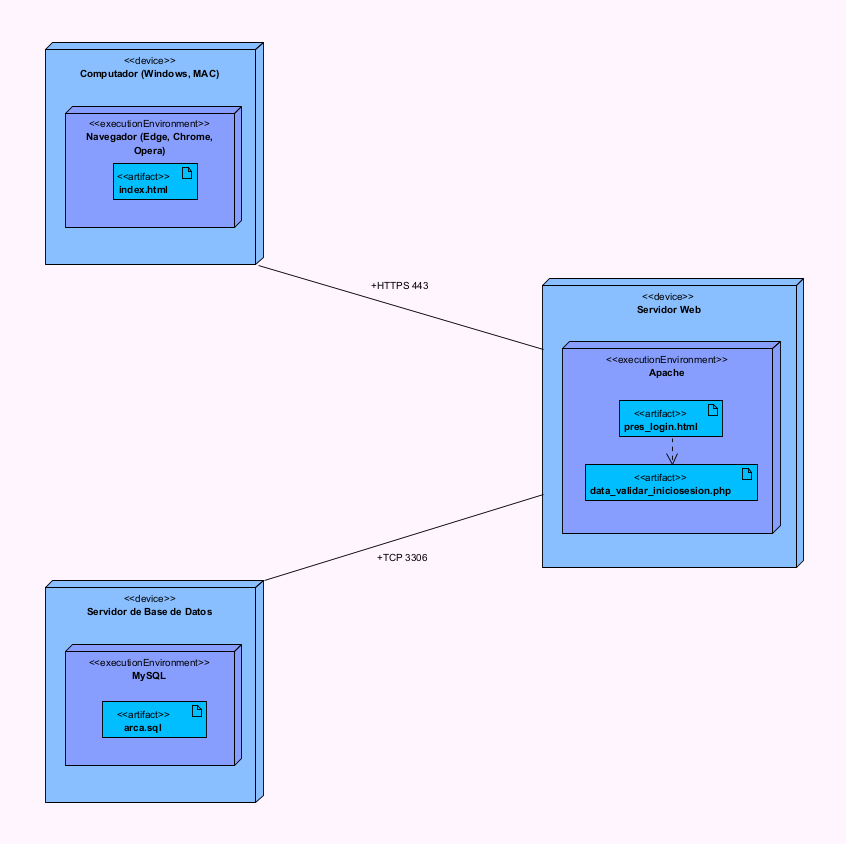 <<device>>
Computador (Windows, MAC)
<<executionEnvironment>>
Navegador (Edge, Chrome,
Opera)
<<artifact>>
index.html
+HTTPS 443
<<device>>
Servidor Web
<<executionEnvironment>>
Apache
<<artifact>>
pres_login.html
<<artifact>>
data_validar_iniciosesion.php
+TCP 3306
<<device>>
Servidor de Base de Datos
<<executionEnvironment>>
MySQL
<<artifact>>
arca.sql